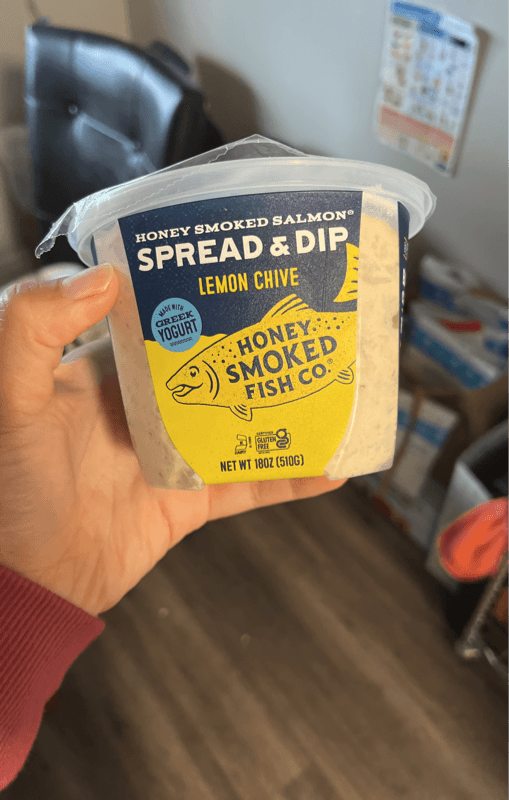 HONEY SMOKED SALMON®
SPREAD & DIP
LEMON CHIVE
MADE WITH
GREEK
YOGURT
HONEY
SMOKED
FISH CO.®
CERTIFIED
GLUTEN
FREE
NET WT 18OZ (510G)